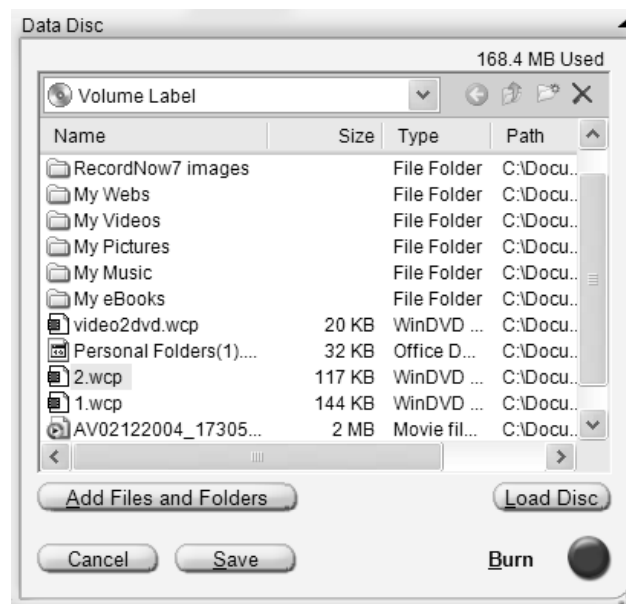 Data Disc
168.4 MB Used
Volume Label
Name Size Type Path
RecordNow7 images File Folder C:\Docu..
My Webs File Folder C:\Docu..
My Videos File Folder C:\Docu..
My Pictures File Folder C:\Docu..
My Music File Folder C:\Docu..
My eBooks File Folder C:\Docu..
video2dvd.wcp 20 KB WinDVD ... C:\Docu..
Personal Folders(1).... 32 KB Office D... C:\Docu..
2.wcp 117 KB WinDVD ... C:\Docu..
1.wcp 144 KB WinDVD ... C:\Docu..
AV02122004_17305... 2 MB Movie fil... C:\Docu..
Add Files and Folders Load Disc
Cancel Save Burn